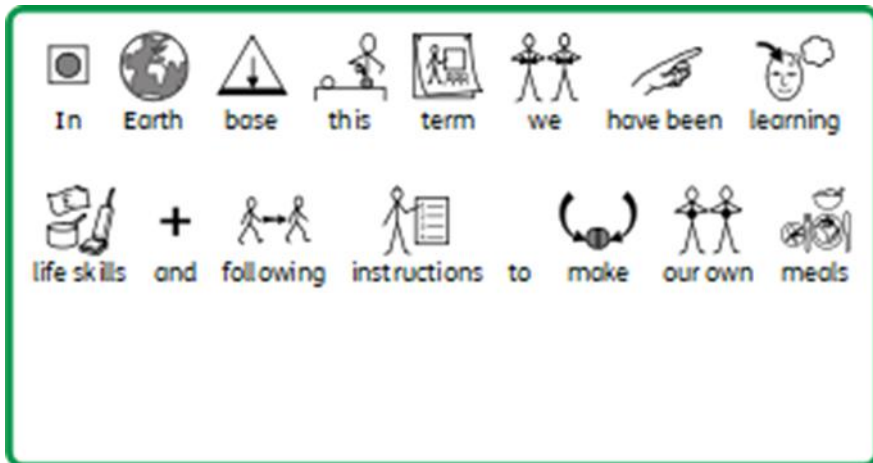 In Earth base this term we have been learning
life skills and following instructions to make our own meals